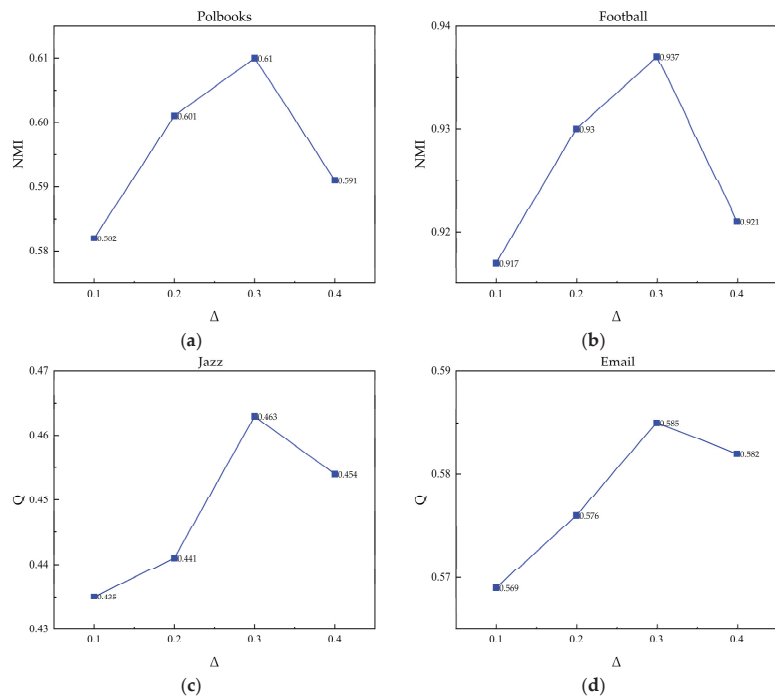 Polbooks
0.61
0.60
0.59
0.58
NMI
0.61
0.601
0.591
0.1 0.2 0.3 0.4
Δ
(a)
Football
0.94
0.93
0.92
NMI
0.937
0.93
0.921
0.917
0.1 0.2 0.3 0.4
Δ
(b)
Jazz
0.47
0.46
0.45
0.44
0.43
Q
0.463
0.454
0.441
0.1 0.2 0.3 0.4
Δ
(c)
Email
0.59
0.58
0.57
Q
0.585
0.582
0.576
0.569
0.1 0.2 0.3 0.4
Δ
(d)